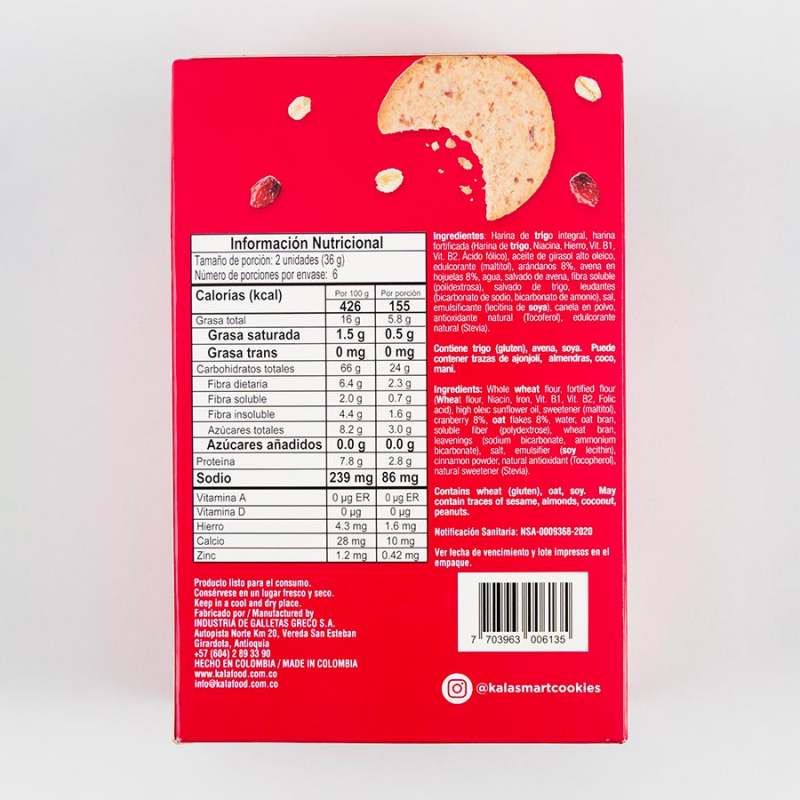 Información Nutricional
Tamaño de porción: 2 unidades (36 g)
Número de porciones por envase: 6
Calorías (kcal) Por 100 g Por porción
426 155
Grasa total 16 g 5.8 g
Grasa saturada 1.5 g 0.5 g
Grasa trans 0 mg 0 mg
Carbohidratos totales 66 g 24 g
Fibra dietaria 6.4 g 2.3 g
Fibra soluble 2.0 g 0.7 g
Fibra insoluble 4.4 g 1.6 g
Azúcares totales 8.2 g 3.0 g
Azúcares añadidos 0.0 g 0.0 g
Proteína 7.8 g 2.8 g
Sodio 239 mg 86 mg
Vitamina A 0 µg ER 0 µg ER
Vitamina D 0 µg 0 µg
Hierro 4.3 mg 1.6 mg
Calcio 28 mg 10 mg
Zinc 1.2 mg 0.42 mg
Ingredientes: Harina de trigo integral, harina
fortificada (Harina de trigo, Niacina, Hierro, Vit. B1,
Vit. B2, Ácido fólico), aceite de girasol alto oleico,
edulcorante (maltitol), arándanos 8%, avena en
hojuelas 8%, agua, salvado de avena, fibra soluble
(polidextrosa), salvado de trigo, leudantes
(bicarbonato de sodio, bicarbonato de amonio), sal,
emulsificante (lecitina de soya), canela en polvo,
antioxidante natural (Tocoferol), edulcorante
natural (Stevia).
Contiene trigo (gluten), avena, soya. Puede
contener trazas de ajonjolí, almendras, coco,
maní.
Ingredients: Whole wheat flour, fortified flour
(Wheat flour, Niacin, Iron, Vit. B1, Vit. B2, Folic
acid), high oleic sunflower oil, sweetener (maltitol),
cranberry 8%, oat flakes 8%, water, oat bran,
soluble fiber (polydextrose), wheat bran,
leavenings (sodium bicarbonate, ammonium
bicarbonate), salt, emulsifier (soy lecithin),
cinnamon powder, natural antioxidant (Tocopherol),
natural sweetener (Stevia).
Contains wheat (gluten), oat, soy. May
contain traces of sesame, almonds, coconut,
peanuts.
Notificación Sanitaria: NSA-0009368-2020
Ver fecha de vencimiento y lote impresos en el
empaque.
Producto listo para el consumo.
Consérvese en un lugar fresco y seco.
Keep in a cool and dry place.
Fabricado por / Manufactured by
INDUSTRIA DE GALLETAS GRECO S.A.
Autopista Norte Km 20, Vereda San Esteban
Girardota, Antioquia
+57 (604) 2 89 33 90
HECHO EN COLOMBIA / MADE IN COLOMBIA
www.kalafood.com.co
info@kalafood.com.co
7 703963 006135
@kalasmartcookies